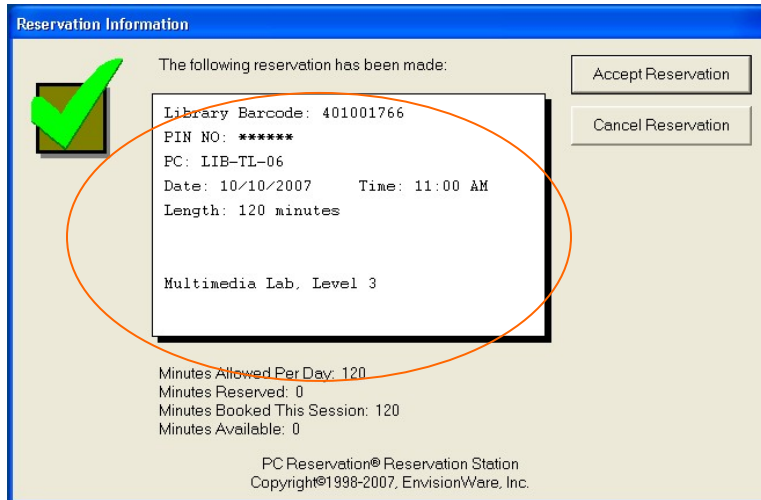 Reservation Information
The following reservation has been made:
Accept Reservation
Cancel Reservation
Library Barcode: 401001766
PIN NO: ******
PC: LIB-TL-06
Date: 10/10/2007 Time: 11:00 AM
Length: 120 minutes
Multimedia Lab, Level 3
Minutes Allowed Per Day: 120
Minutes Reserved: 0
Minutes Booked This Session: 120
Minutes Available: 0
PC Reservation® Reservation Station
Copyright©1998-2007, EnvisionWare, Inc.